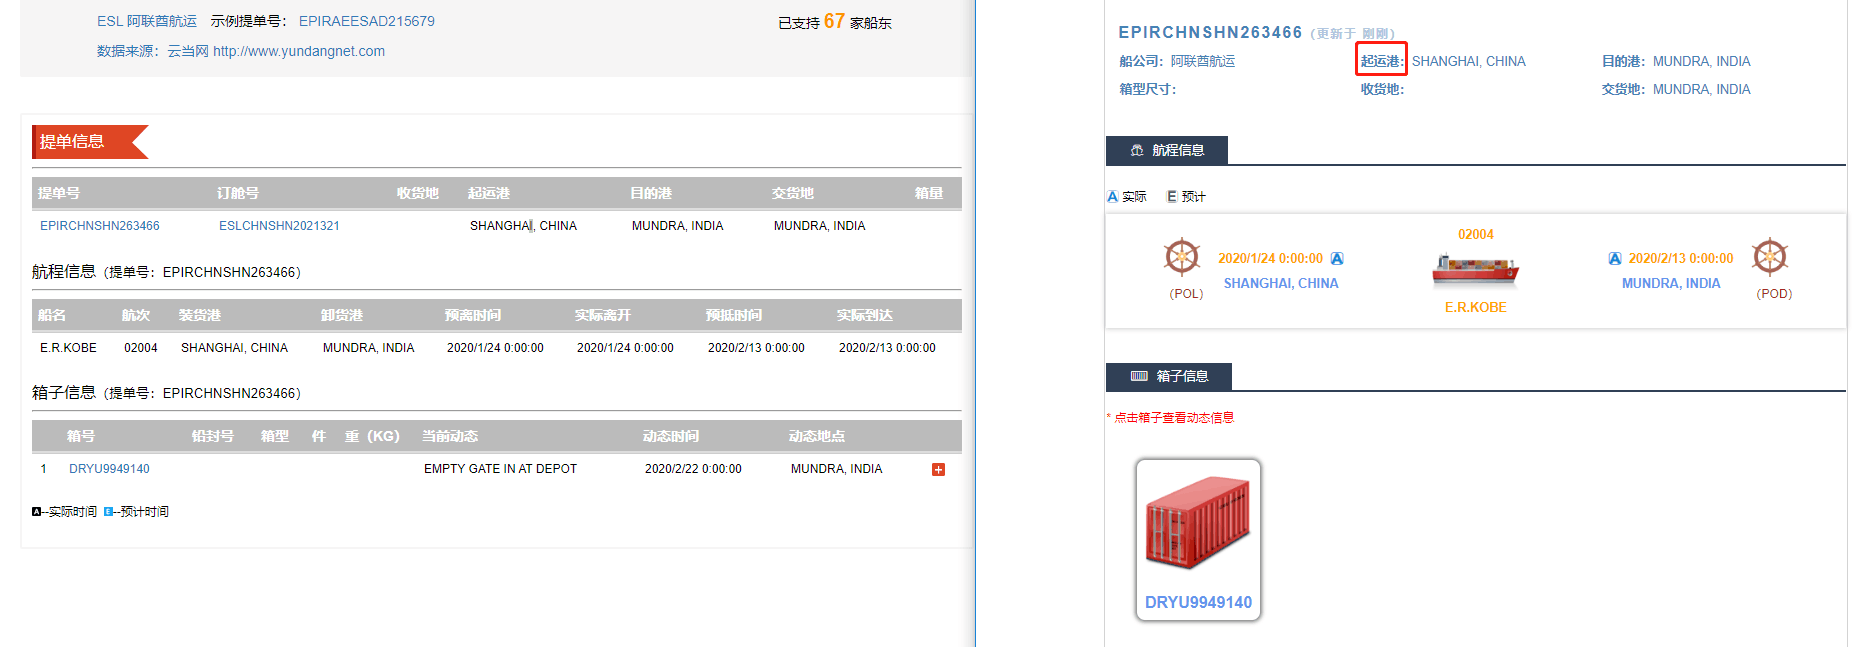 ESL 阿联酋航运 示例提单号： EPIRAEESAD215679
已支持 67 家船东
数据来源：云当网 http://www.yundangnet.com
提单信息
提单号 订舱号 收货地 起运港 目的港 交货地 箱量
EPIRCHNSHN263466 ESLCHNSHN2021321 SHANGHAI, CHINA MUNDRA, INDIA MUNDRA, INDIA
航程信息（提单号：EPIRCHNSHN263466）
船名 航次 装货港 卸货港 预离时间 实际离开 预抵时间 实际到达
E.R.KOBE 02004 SHANGHAI, CHINA MUNDRA, INDIA 2020/1/24 0:00:00 2020/1/24 0:00:00 2020/2/13 0:00:00 2020/2/13 0:00:00
箱子信息（提单号：EPIRCHNSHN263466）
箱号 铅封号 箱型 件 重（KG） 当前动态 动态时间 动态地点
1 DRYU9949140 EMPTY GATE IN AT DEPOT 2020/2/22 0:00:00 MUNDRA, INDIA
A--实际时间 E--预计时间
EPIRCHNSHN263466（更新于 刚刚）
船公司：阿联酋航运 起运港：SHANGHAI, CHINA 目的港：MUNDRA, INDIA
箱型尺寸： 收货地： 交货地：MUNDRA, INDIA
航程信息
A 实际 E 预计
02004
2020/1/24 0:00:00 A
A 2020/2/13 0:00:00
SHANGHAI, CHINA
MUNDRA, INDIA
（POL）
（POD）
E.R.KOBE
箱子信息
* 点击箱子查看动态信息
DRYU9949140